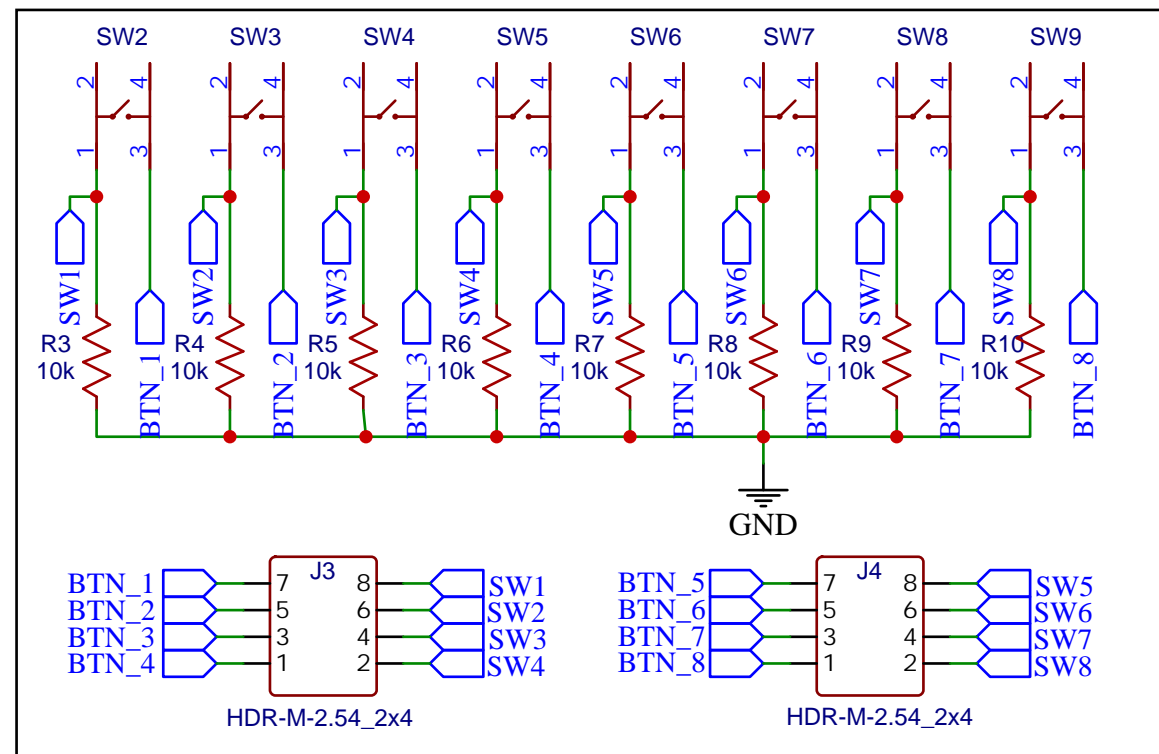 SW2 SW3 SW4 SW5 SW6 SW7 SW8 SW9
2 4 2 4 2 4 2 4 2 4 2 4 2 4 2 4
1 3 1 3 1 3 1 3 1 3 1 3 1 3 1 3
SW1 SW2 SW3 SW4 SW5 SW6 SW7 SW8
R3 R4 R5 R6 R7 R8 R9 R10
10k 10k 10k 10k 10k 10k 10k 10k
BTN_1 BTN_2 BTN_3 BTN_4 BTN_5 BTN_6 BTN_7 BTN_8
GND
J3
BTN_1 7 8 SW1
BTN_2 5 6 SW2
BTN_3 3 4 SW3
BTN_4 1 2 SW4
HDR-M-2.54_2x4
J4
BTN_5 7 8 SW5
BTN_6 5 6 SW6
BTN_7 3 4 SW7
BTN_8 1 2 SW8
HDR-M-2.54_2x4